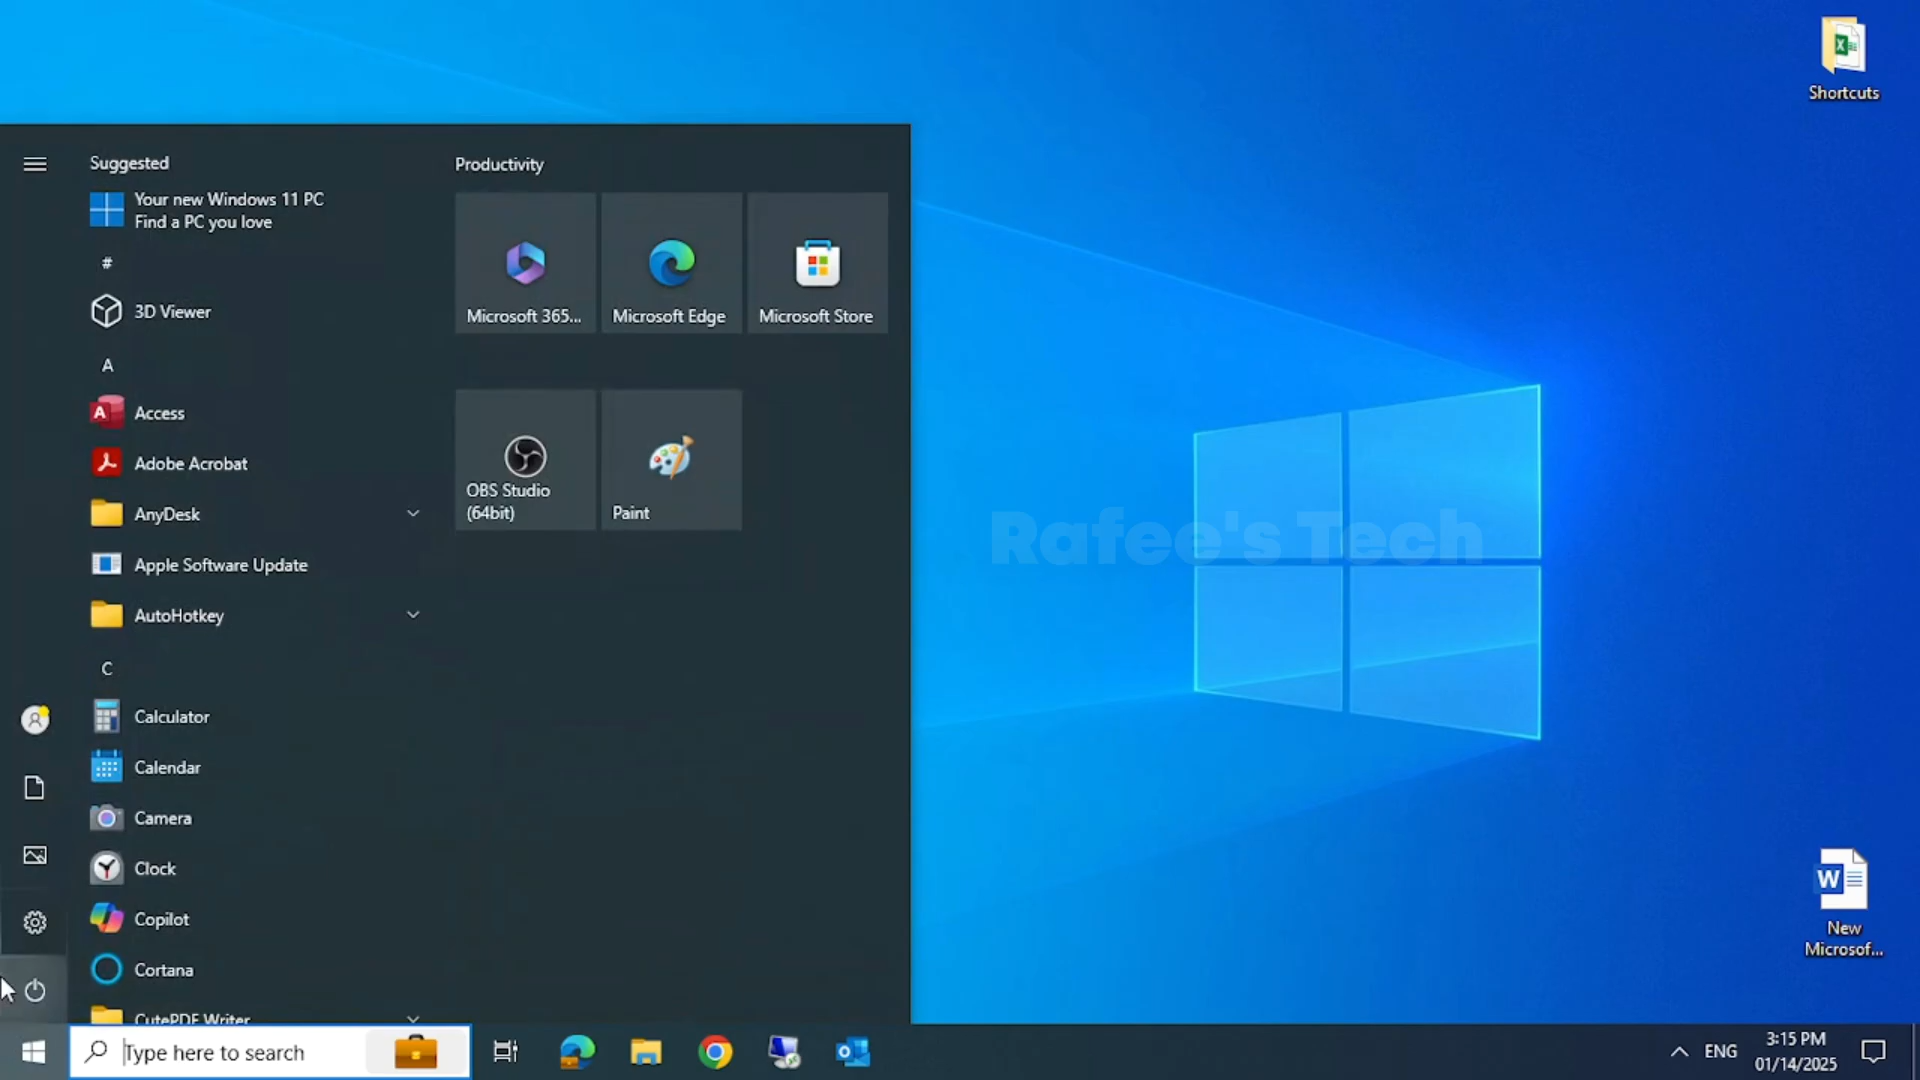 Shortcuts
Suggested
Your new Windows 11 PC
Find a PC you love
#
3D Viewer
A
Access
Adobe Acrobat
AnyDesk
Apple Software Update
AutoHotkey
C
Calculator
Calendar
Camera
Clock
Copilot
Cortana
CutePDF Writer
Productivity
Microsoft 365...
Microsoft Edge
Microsoft Store
OBS Studio
(64bit)
Paint
Rafee's Tech
New
Microsof...
Type here to search
ENG
3:15 PM
01/14/2025